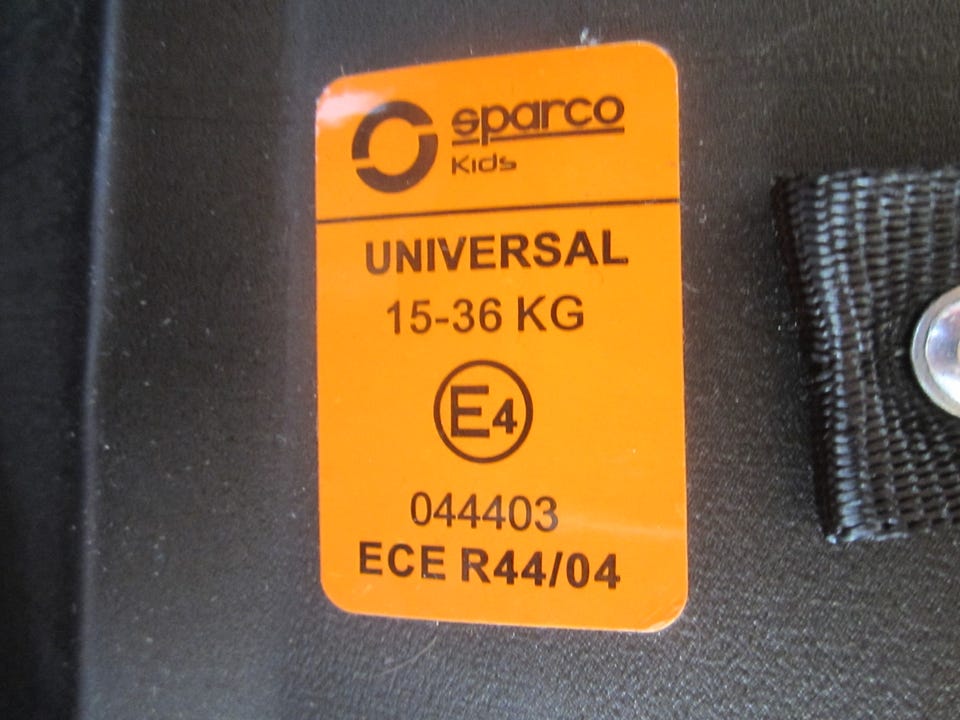 sparco
Kids
UNIVERSAL
15-36 KG
E4
044403
ECE R44/04